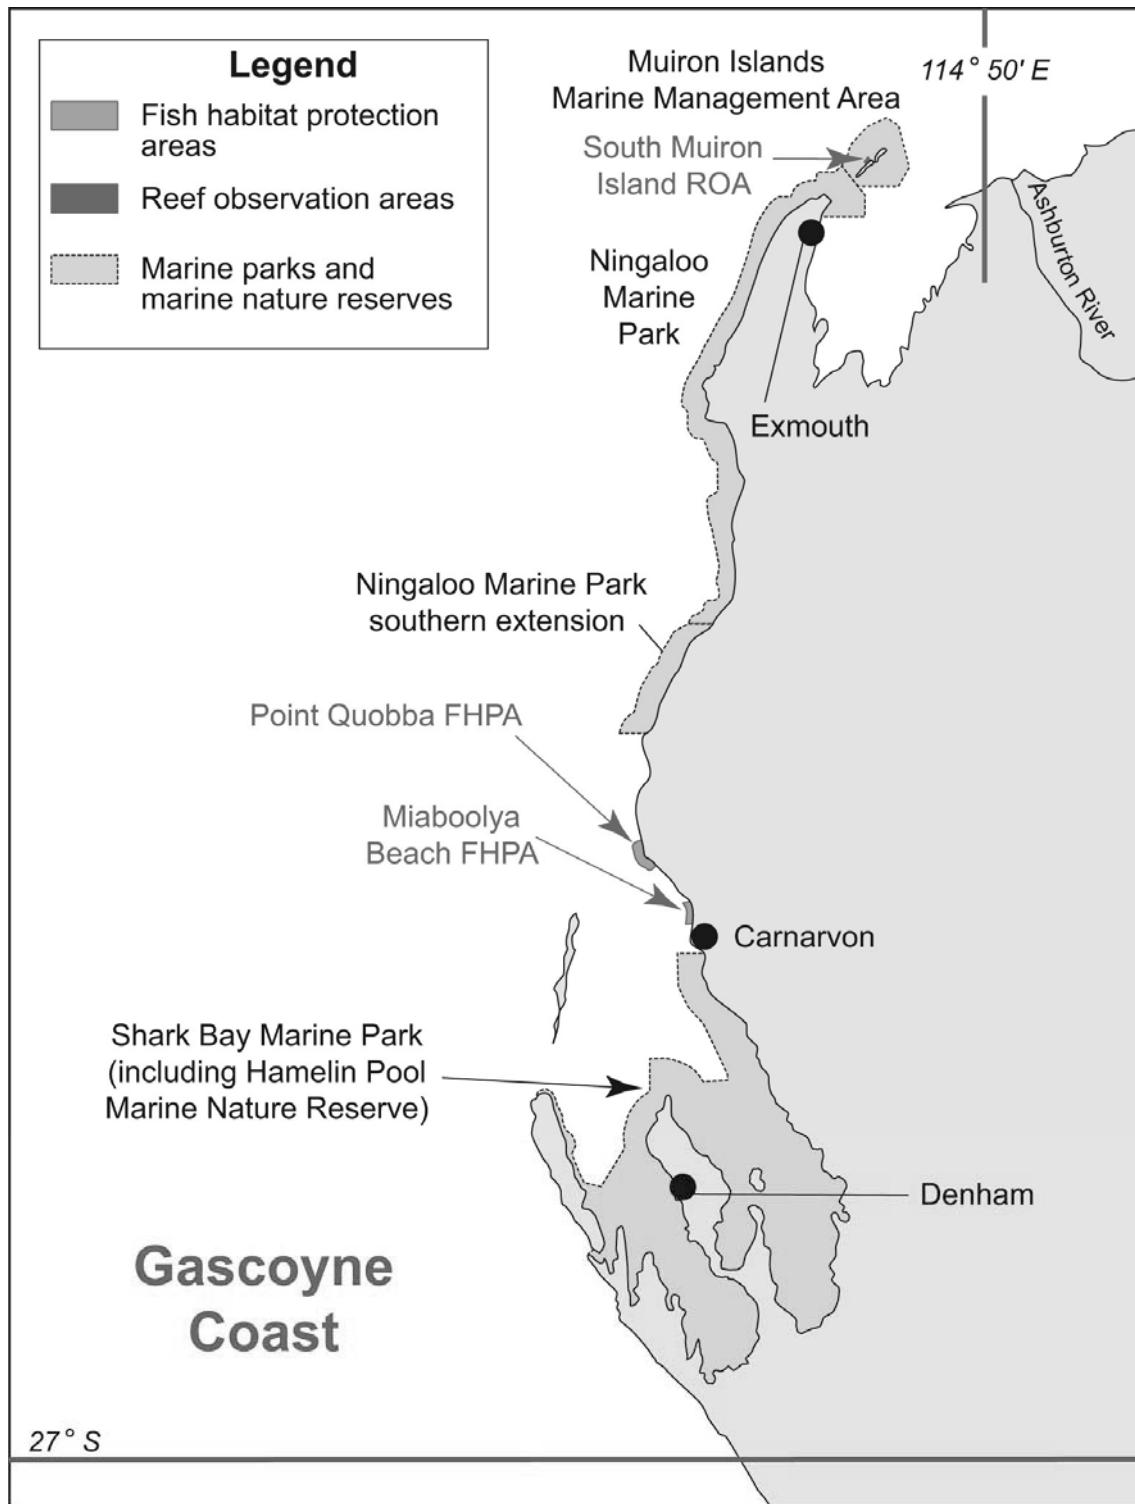 Legend
Fish habitat protection
areas
Reef observation areas
Marine parks and
marine nature reserves
Muiron Islands
Marine Management Area
114° 50' E
South Muiron
Island ROA
Ashburton River
Ningaloo
Marine
Park
Exmouth
Ningaloo Marine Park
southern extension
Point Quobba FHPA
Miaboolya
Beach FHPA
Carnarvon
Shark Bay Marine Park
(including Hamelin Pool
Marine Nature Reserve)
Denham
Gascoyne
Coast
27° S